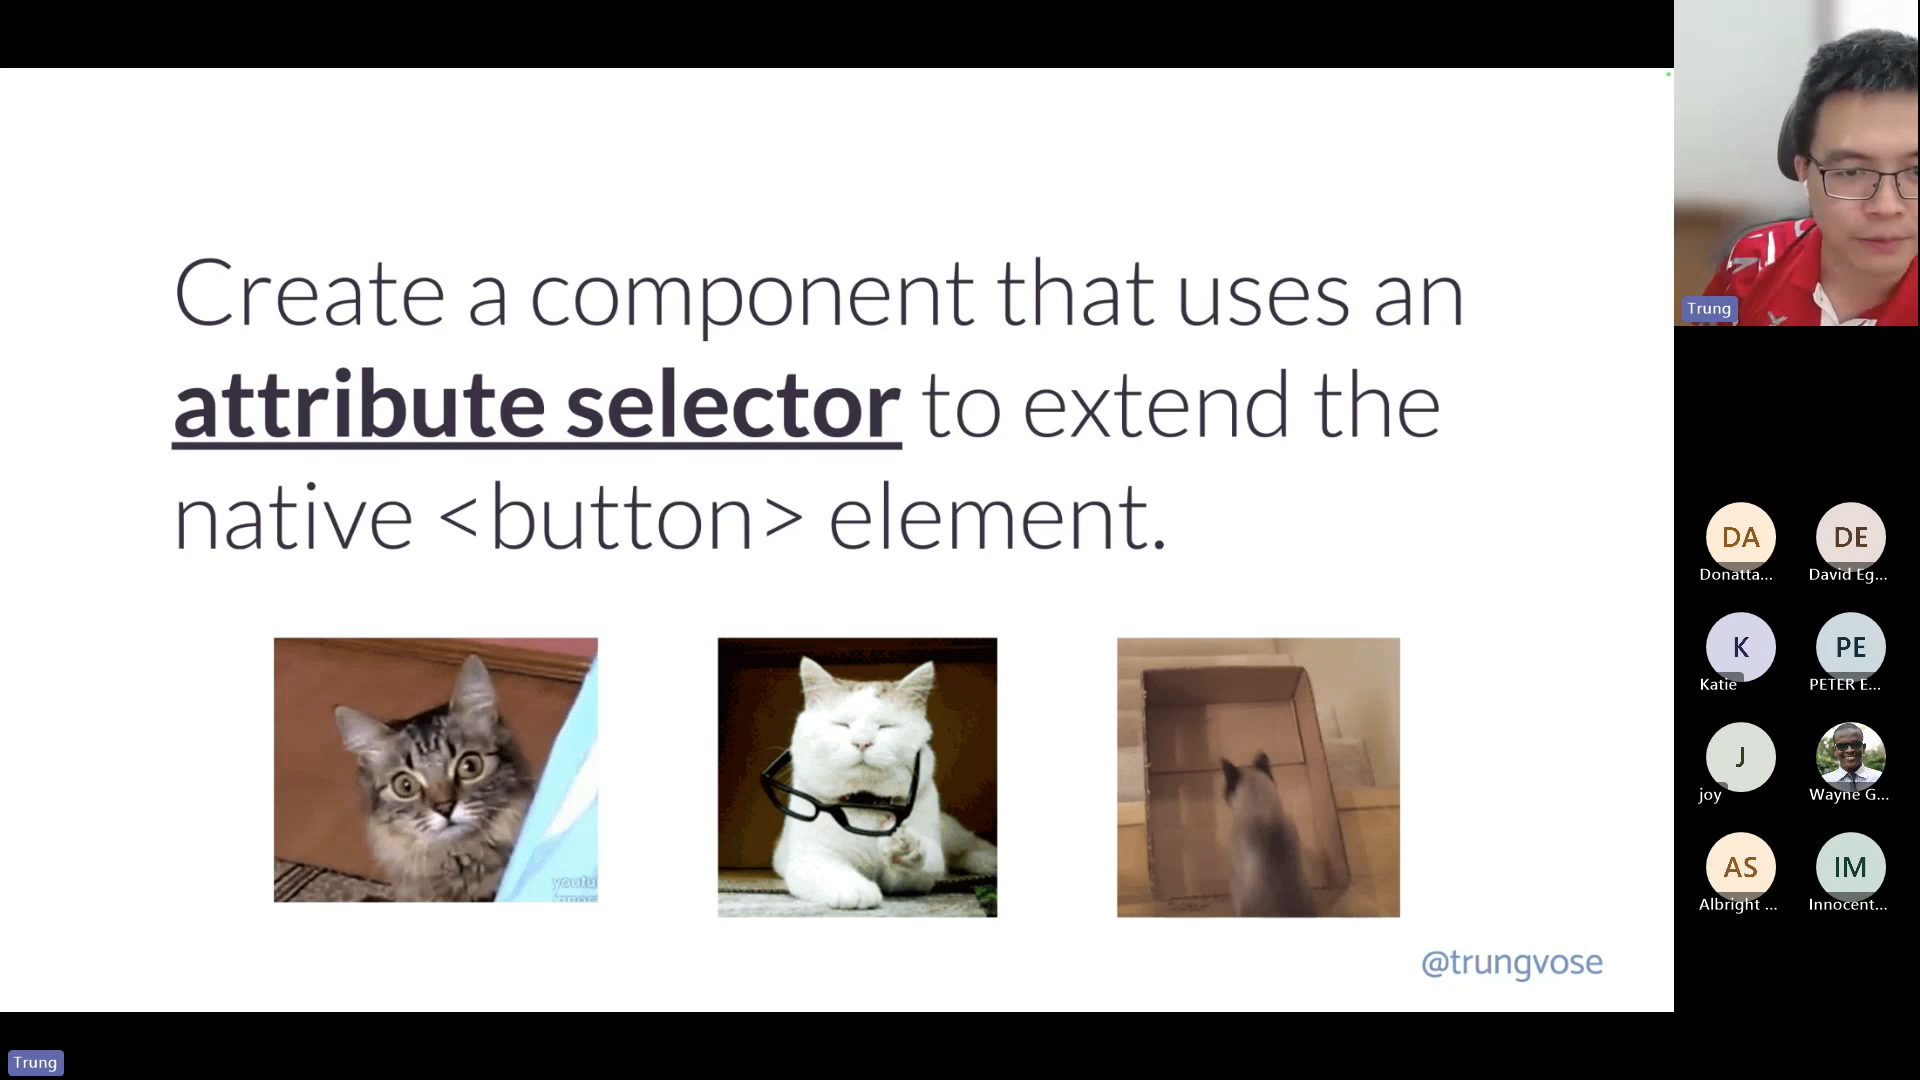 Create a component that uses an
attribute selector to extend the
native <button> element.
@trungvose
Trung
DA
Donatta...
DE
David Eg...
K
Katie
PE
PETER E...
J
joy
Wayne G...
AS
Albright ...
IM
Innocent...
Trung